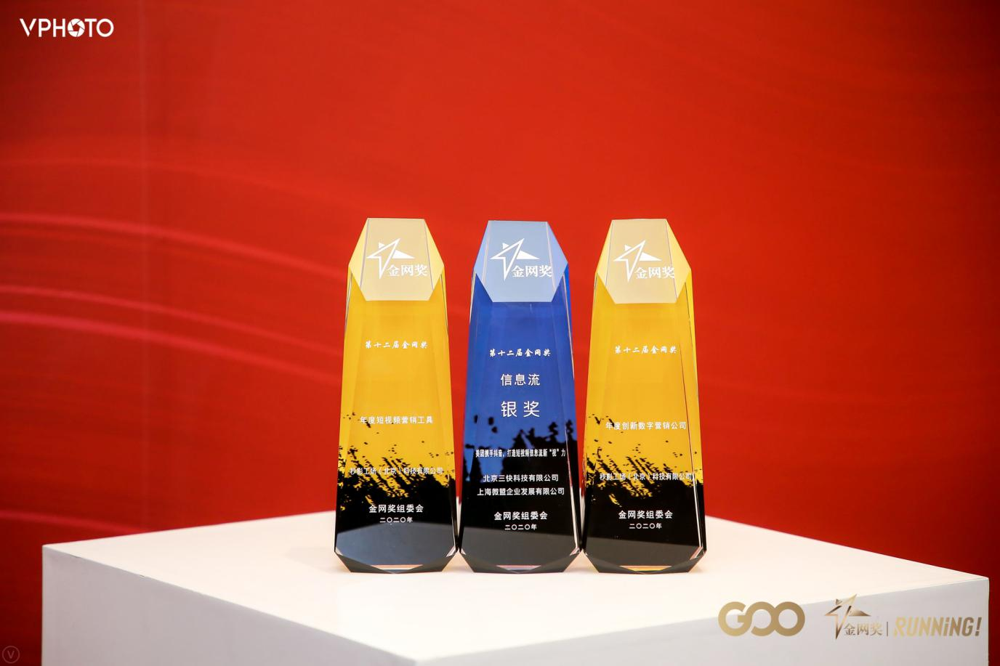 VPHOTO
金网奖
第十二届金网奖
年度短视频营销工具
秒影工场（北京）科技有限公司
金网奖组委会
二〇二〇年
金网奖
第十二届金网奖
信息流
银奖
美团携手抖音，打造短视频信息流新“视”力
北京三快科技有限公司
上海微盟企业发展有限公司
金网奖组委会
二〇二〇年
金网奖
第十二届金网奖
年度创新数字营销公司
秒影工场（北京）科技有限公司
金网奖组委会
二〇二〇年
GOO
金网奖 | RUNNiNG!
V